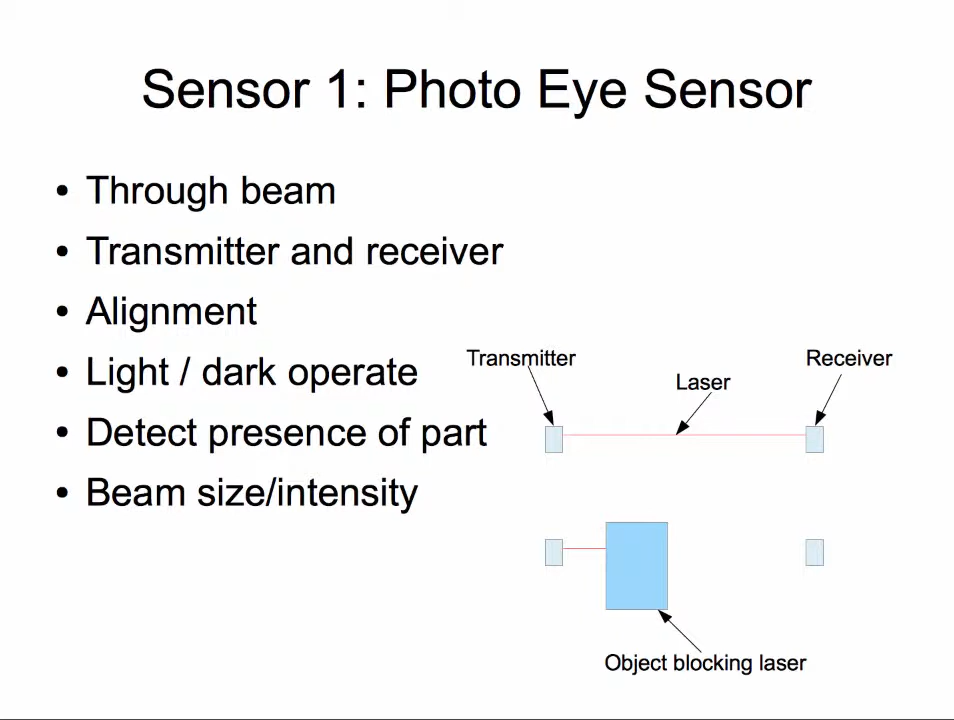 Sensor 1: Photo Eye Sensor
• Through beam
• Transmitter and receiver
• Alignment
• Light / dark operate
• Detect presence of part
• Beam size/intensity
Transmitter
Receiver
Laser
Object blocking laser